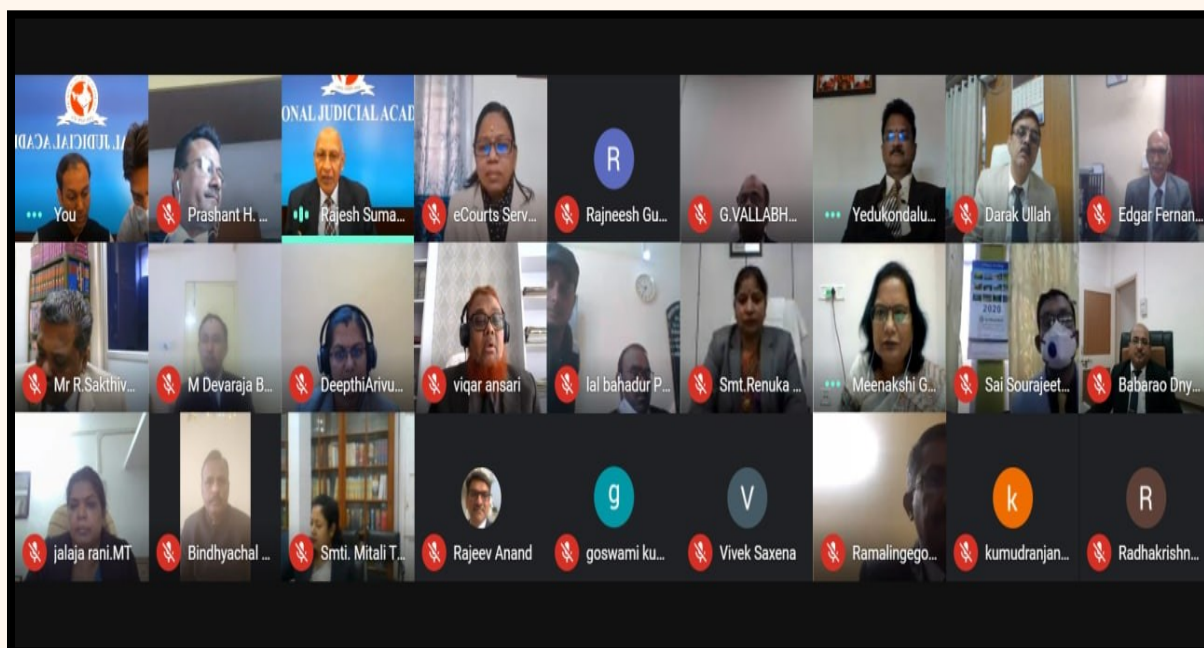 AL JUDICIAL ACADE
ONAL JUDICIAL ACAD
R
You
Prashant H. ...
Rajesh Suma...
eCourts Serv...
Rajneesh Gu...
G.VALLABH...
Yedukondalu...
Darak Ullah
Edgar Fernan...
2020
Mr R.Sakthiv...
M Devaraja B...
DeepthiArivu...
viqar ansari
lal bahadur P...
Smt.Renuka ...
Meenakshi G...
Sai Sourajeet...
Babarao Dny...
g
V
k
R
jalaja rani.MT
Bindhyachal ...
Smti. Mitali T...
Rajeev Anand
goswami ku...
Vivek Saxena
Ramalingego...
kumudranjan...
Radhakrishn...